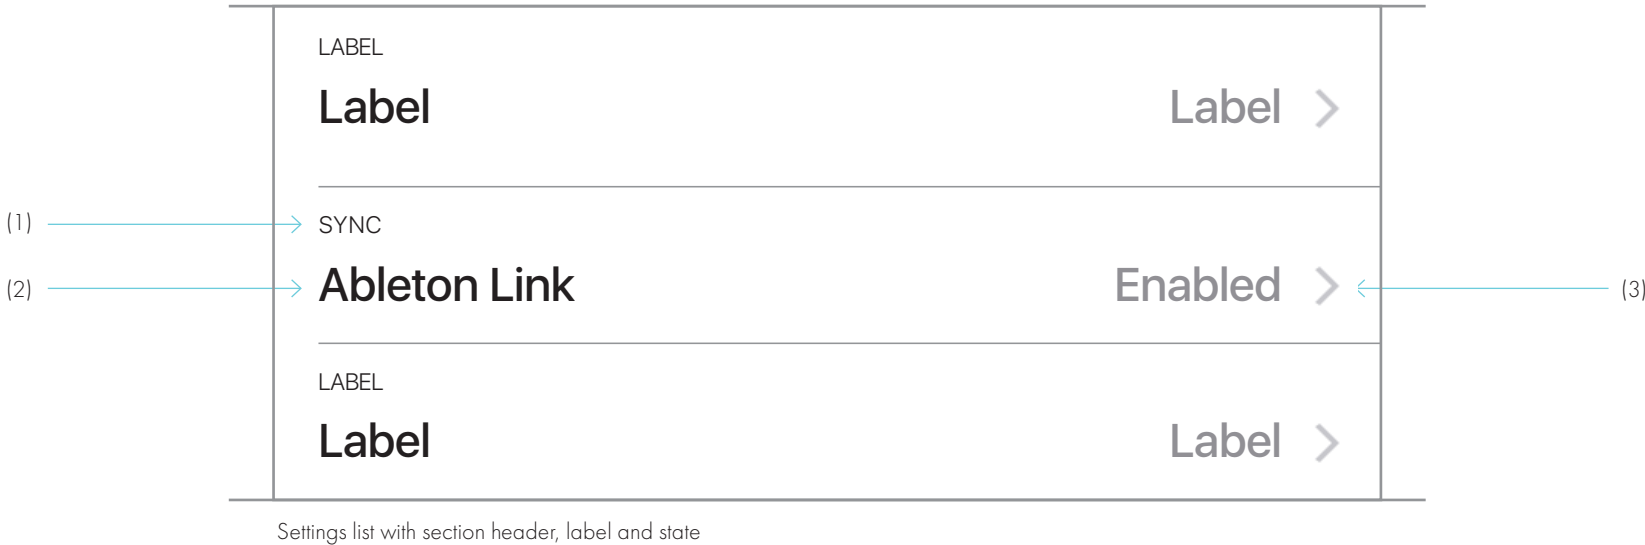 LABEL
Label Label
(1) SYNC
(2) Ableton Link Enabled (3)
LABEL
Label Label
Settings list with section header, label and state